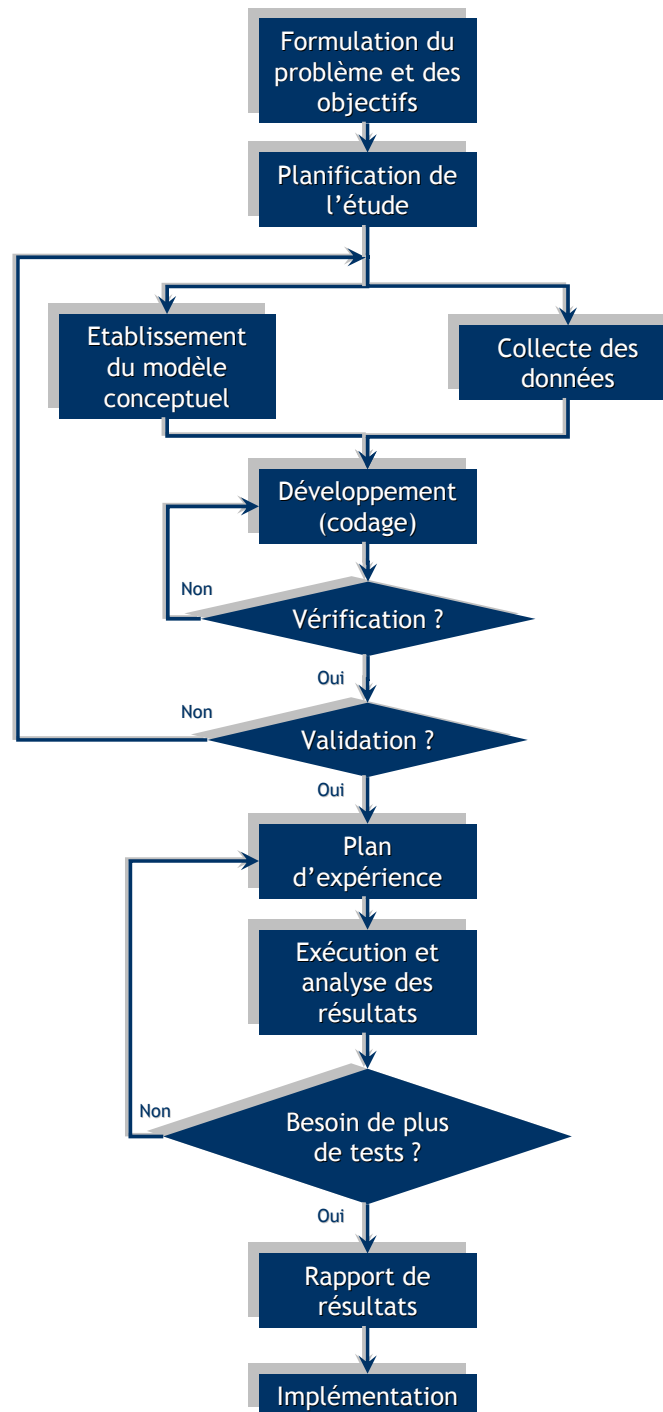 Formulation du
problème et des
objectifs
Planification de
l'étude
Etablissement
du modèle
conceptuel
Collecte des
données
Développement
(codage)
Non
Vérification ?
Oui
Non
Validation ?
Oui
Plan
d'expérience
Exécution et
analyse des
résultats
Non
Besoin de plus
de tests ?
Oui
Rapport de
résultats
Implémentation